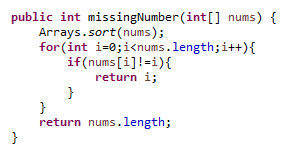 public int missingNumber(int[] nums) {
    Arrays.sort(nums);
    for(int i=0;i<nums.length;i++){
        if(nums[i]!=i){
            return i;
        }
    }
    return nums.length;
}